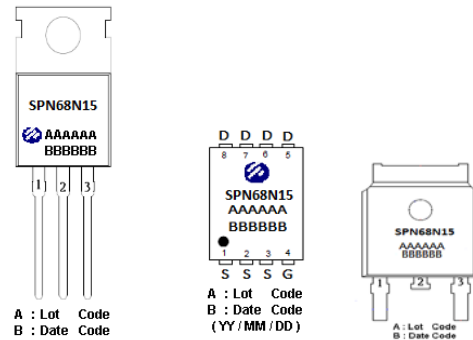 SPN68N15
AAAAAA
BBBBBB
1 2 3
A : Lot Code
B : Date Code
D D D D
8 7 6 5
SPN68N15
AAAAAA
BBBBBB
1 2 3 4
S S S G
A : Lot Code
B : Date Code
( YY / MM / DD )
SPN68N15
AAAAAA
BBBBBB
1 2 3
A : Lot Code
B : Date Code